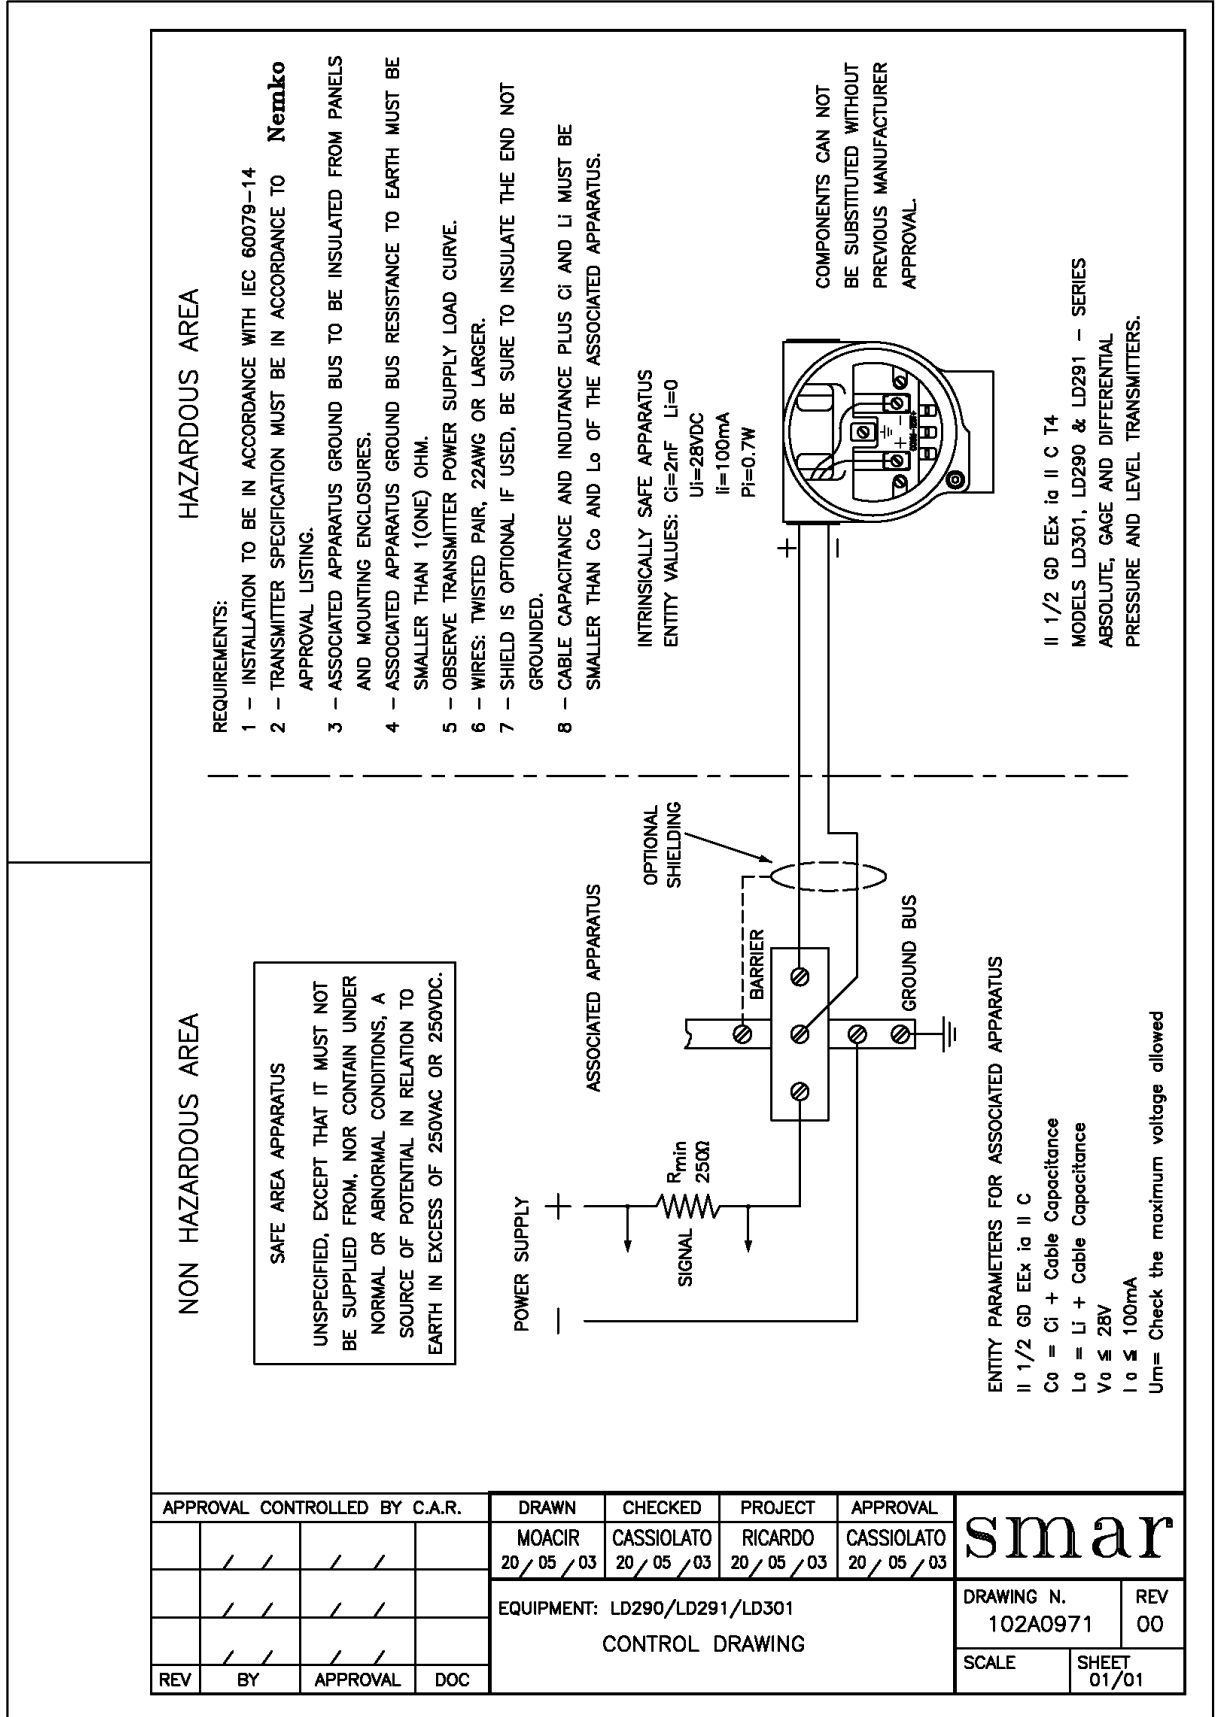 HAZARDOUS AREA
REQUIREMENTS:
1 - INSTALLATION TO BE IN ACCORDANCE WITH IEC 60079-14
2 - TRANSMITTER SPECIFICATION MUST BE IN ACCORDANCE TO Nemko
APPROVAL LISTING.
3 - ASSOCIATED APPARATUS GROUND BUS TO BE INSULATED FROM PANELS
AND MOUNTING ENCLOSURES.
4 - ASSOCIATED APPARATUS GROUND BUS RESISTANCE TO EARTH MUST BE
SMALLER THAN 1(ONE) OHM.
5 - OBSERVE TRANSMITTER POWER SUPPLY LOAD CURVE.
6 - WIRES: TWISTED PAIR, 22AWG OR LARGER.
7 - SHIELD IS OPTIONAL IF USED, BE SURE TO INSULATE THE END NOT
GROUNDED.
8 - CABLE CAPACITANCE AND INDUTANCE PLUS Ci AND Li MUST BE
SMALLER THAN Co AND Lo OF THE ASSOCIATED APPARATUS.
INTRINSICALLY SAFE APPARATUS
ENTITY VALUES: Ci=2nF Li=0
Ui=28VDC
Ii=100mA
Pi=0.7W
COMPONENTS CAN NOT
BE SUBSTITUTED WITHOUT
PREVIOUS MANUFACTURER
APPROVAL.
+
-
+ -
II 1/2 GD EEx ia II C T4
MODELS LD301, LD290 & LD291 - SERIES
ABSOLUTE, GAGE AND DIFFERENTIAL
PRESSURE AND LEVEL TRANSMITTERS.
NON HAZARDOUS AREA
SAFE AREA APPARATUS
UNSPECIFIED, EXCEPT THAT IT MUST NOT
BE SUPPLIED FROM, NOR CONTAIN UNDER
NORMAL OR ABNORMAL CONDITIONS, A
SOURCE OF POTENTIAL IN RELATION TO
EARTH IN EXCESS OF 250VAC OR 250VDC.
POWER SUPPLY
- +
SIGNAL
Rmin
250Ω
ASSOCIATED APPARATUS
OPTIONAL
SHIELDING
BARRIER
GROUND BUS
ENTITY PARAMETERS FOR ASSOCIATED APPARATUS
II 1/2 GD EEx ia II C
Ca = Ci + Cable Capacitance
La = Li + Cable Capacitance
Va ≤ 28V
I a ≤ 100mA
Um= Check the maximum voltage allowed
APPROVAL CONTROLLED BY C.A.R.
/ / / /
/ / / /
/ / / /
REV BY APPROVAL DOC
DRAWN CHECKED PROJECT APPROVAL
MOACIR CASSIOLATO RICARDO CASSIOLATO
20 / 05 / 03 20 / 05 / 03 20 / 05 / 03 20 / 05 / 03
EQUIPMENT: LD290/LD291/LD301
CONTROL DRAWING
smar
DRAWING N.
102A0971
REV
00
SCALE
SHEET
01/01